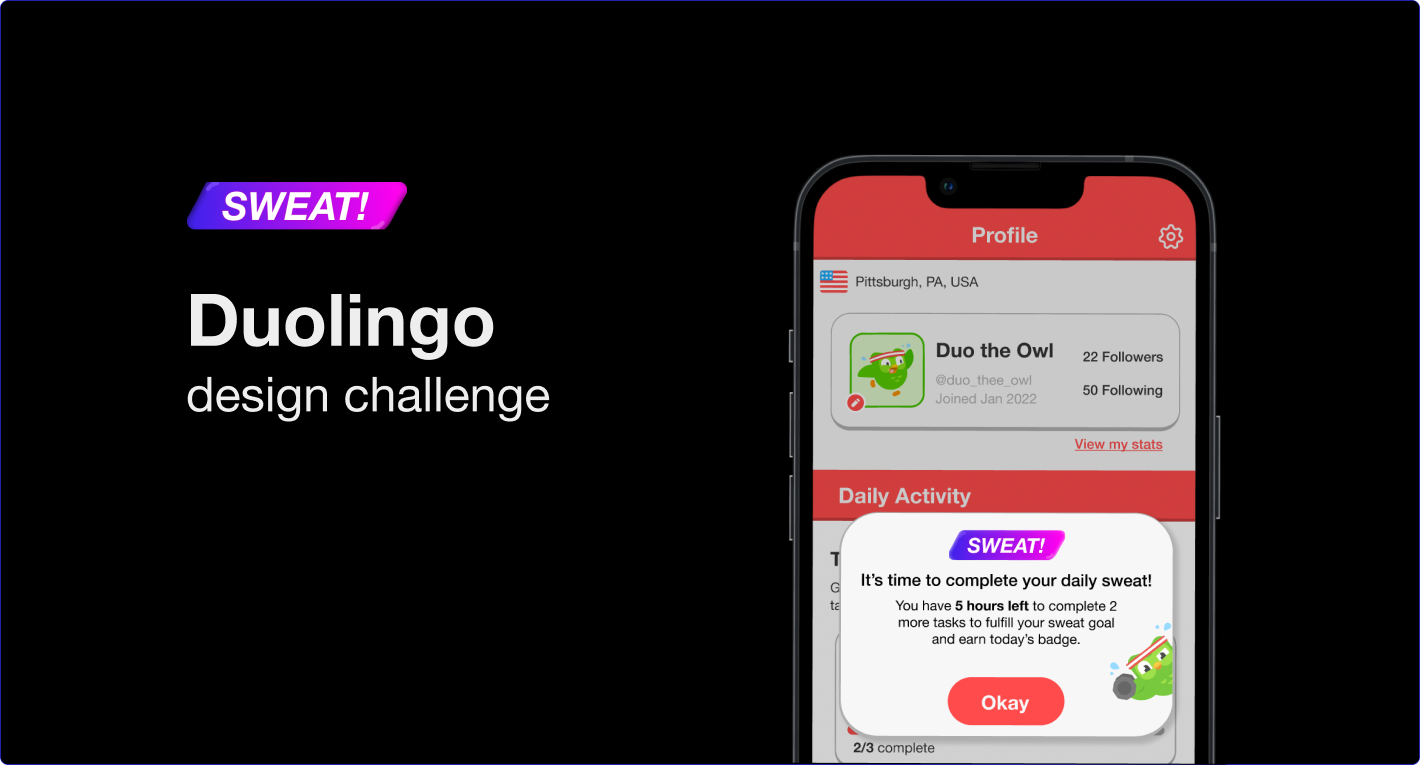 SWEAT!
Duolingo
design challenge
Profile
Pittsburgh, PA, USA
Duo the Owl
@duo_thee_owl
Joined Jan 2022
22 Followers
50 Following
View my stats
Daily Activity
SWEAT!
It's time to complete your daily sweat!
You have 5 hours left to complete 2
more tasks to fulfill your sweat goal
and earn today's badge.
Okay
2/3 complete